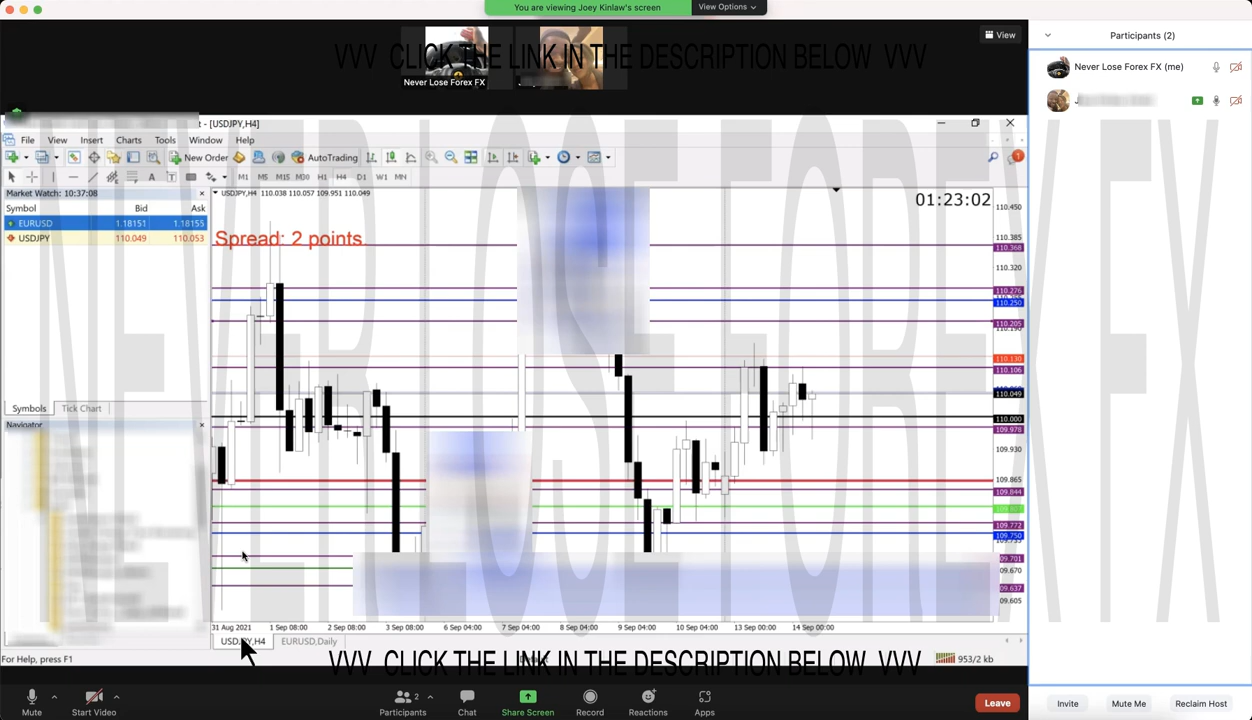 You are viewing Joey Kinlaw's screen
View Options
View
VVV CLICK THE LINK IN THE DESCRIPTION BELOW VVV
Never Lose Forex FX
Participants (2)
Never Lose Forex FX (me)
- [USDJPY,H4]
File View Insert Charts Tools Window Help
New Order
AutoTrading
M1 M5 M15 M30 H1 H4 D1 W1 MN
Market Watch: 10:37:08
Symbol Bid Ask
EURUSD 1.18151 1.18155
USDJPY 110.049 110.053
Symbols Tick Chart
Navigator
USDJPY,H4 110.038 110.057 109.951 110.049
01:23:02
Spread: 2 points.
110.450
110.385
110.368
110.320
110.276
110.250
110.205
110.190
110.130
110.106
110.049
110.000
109.978
109.930
109.865
109.844
109.772
109.750
109.735
109.701
109.670
109.637
109.605
NEVER LOSE FOREX FX
31 Aug 2021 1 Sep 08:00 2 Sep 08:00 3 Sep 08:00 6 Sep 04:00 7 Sep 04:00 8 Sep 04:00 9 Sep 04:00 10 Sep 04:00 13 Sep 00:00 14 Sep 00:00
USDJPY,H4 EURUSD,Daily
For Help, press F1
953/2 kb
VVV CLICK THE LINK IN THE DESCRIPTION BELOW VVV
Mute
Start Video
Participants 2
Chat
Share Screen
Record
Reactions
Apps
Leave
Invite
Mute Me
Reclaim Host